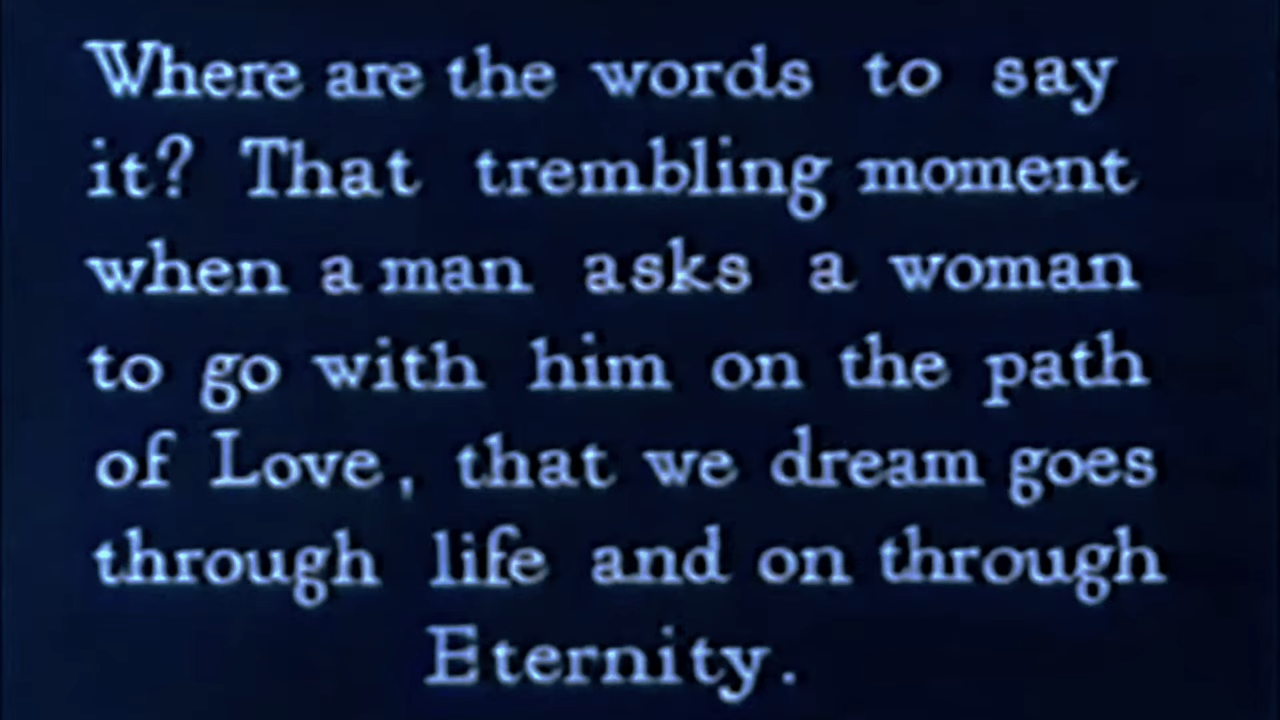 Where are the words to say
it? That trembling moment
when a man asks a woman
to go with him on the path
of Love, that we dream goes
through life and on through
Eternity.